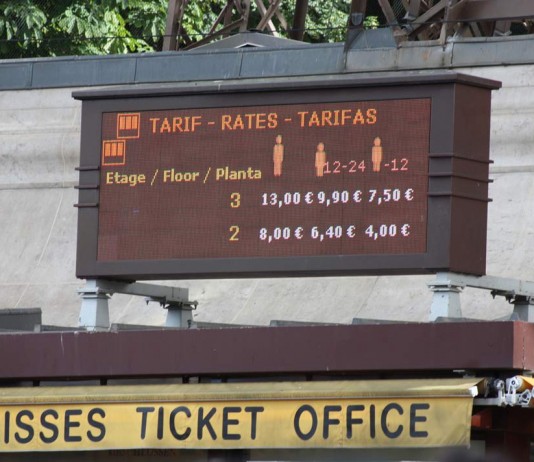 TARIF - RATES - TARIFAS
12-24 -12
Etage / Floor / Planta
3 13,00 € 9,90 € 7,50 €
2 8,00 € 6,40 € 4,00 €
ISSES TICKET OFFICE